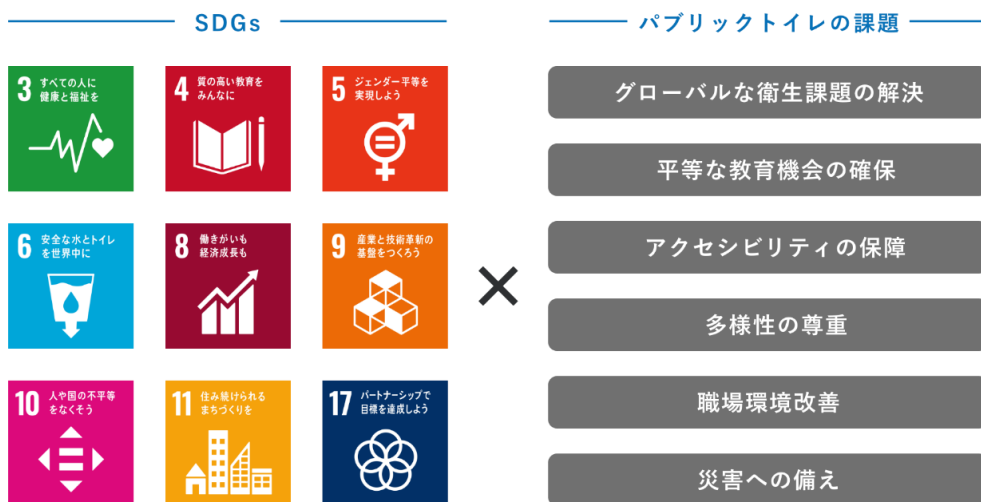 SDGs
3 すべての人に
健康と福祉を
4 質の高い教育を
みんなに
5 ジェンダー平等を
実現しよう
6 安全な水とトイレ
を世界中に
8 働きがいも
経済成長も
9 産業と技術革新の
基盤をつくろう
10 人や国の不平等
をなくそう
11 住み続けられる
まちづくりを
17 パートナーシップで
目標を達成しよう
×
パブリックトイレの課題
グローバルな衛生課題の解決
平等な教育機会の確保
アクセシビリティの保障
多様性の尊重
職場環境改善
災害への備え